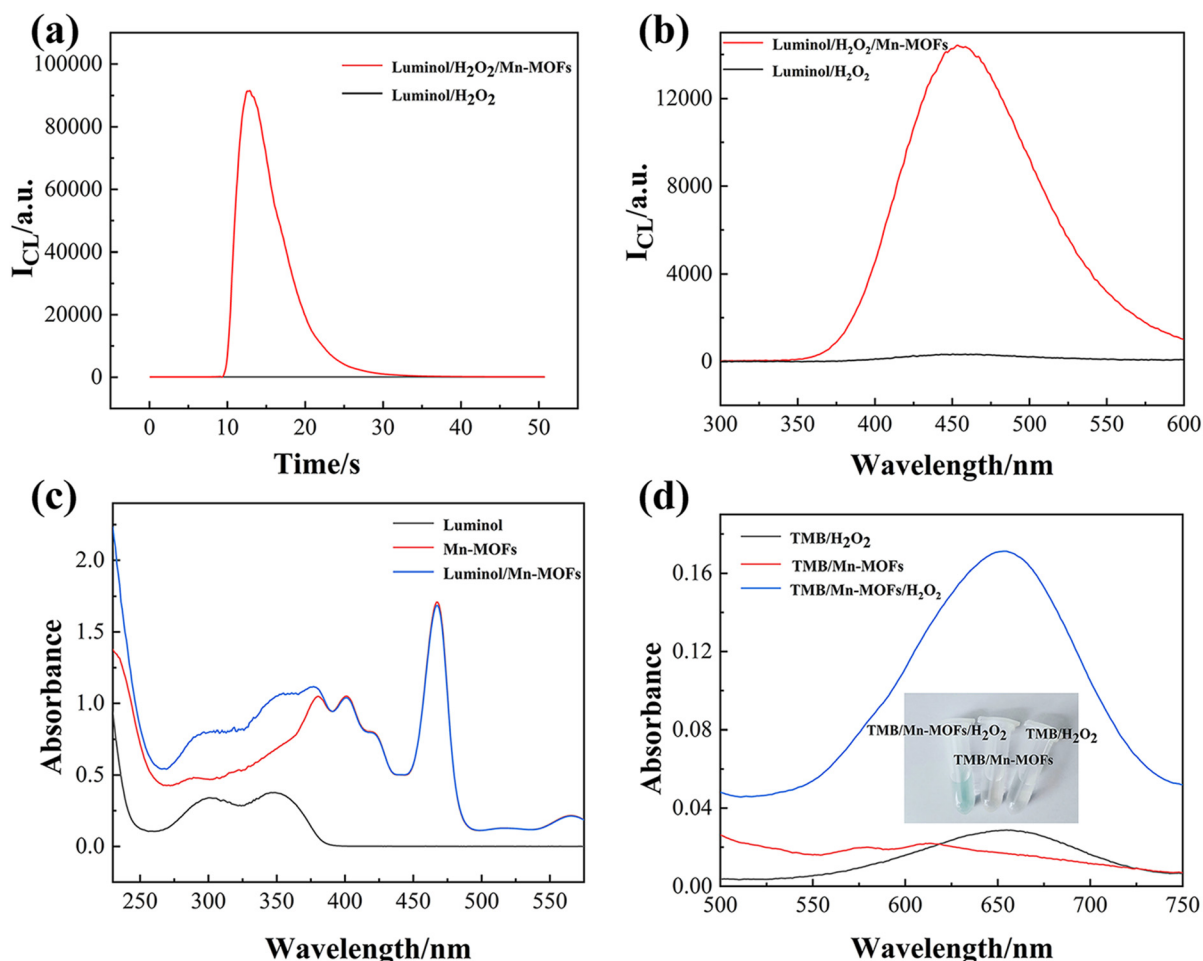 (a)
100000
80000
60000
40000
20000
0
I_CL/a.u.
Luminol/H₂O₂/Mn-MOFs
Luminol/H₂O₂
0 10 20 30 40 50
Time/s
(b)
12000
8000
4000
0
I_CL/a.u.
Luminol/H₂O₂/Mn-MOFs
Luminol/H₂O₂
300 350 400 450 500 550 600
Wavelength/nm
(c)
2.0
1.5
1.0
0.5
0.0
Absorbance
Luminol
Mn-MOFs
Luminol/Mn-MOFs
250 300 350 400 450 500 550
Wavelength/nm
(d)
0.16
0.12
0.08
0.04
0.00
Absorbance
TMB/H₂O₂
TMB/Mn-MOFs
TMB/Mn-MOFs/H₂O₂
TMB/Mn-MOFs/H₂O₂
TMB/H₂O₂
TMB/Mn-MOFs
500 550 600 650 700 750
Wavelength/nm